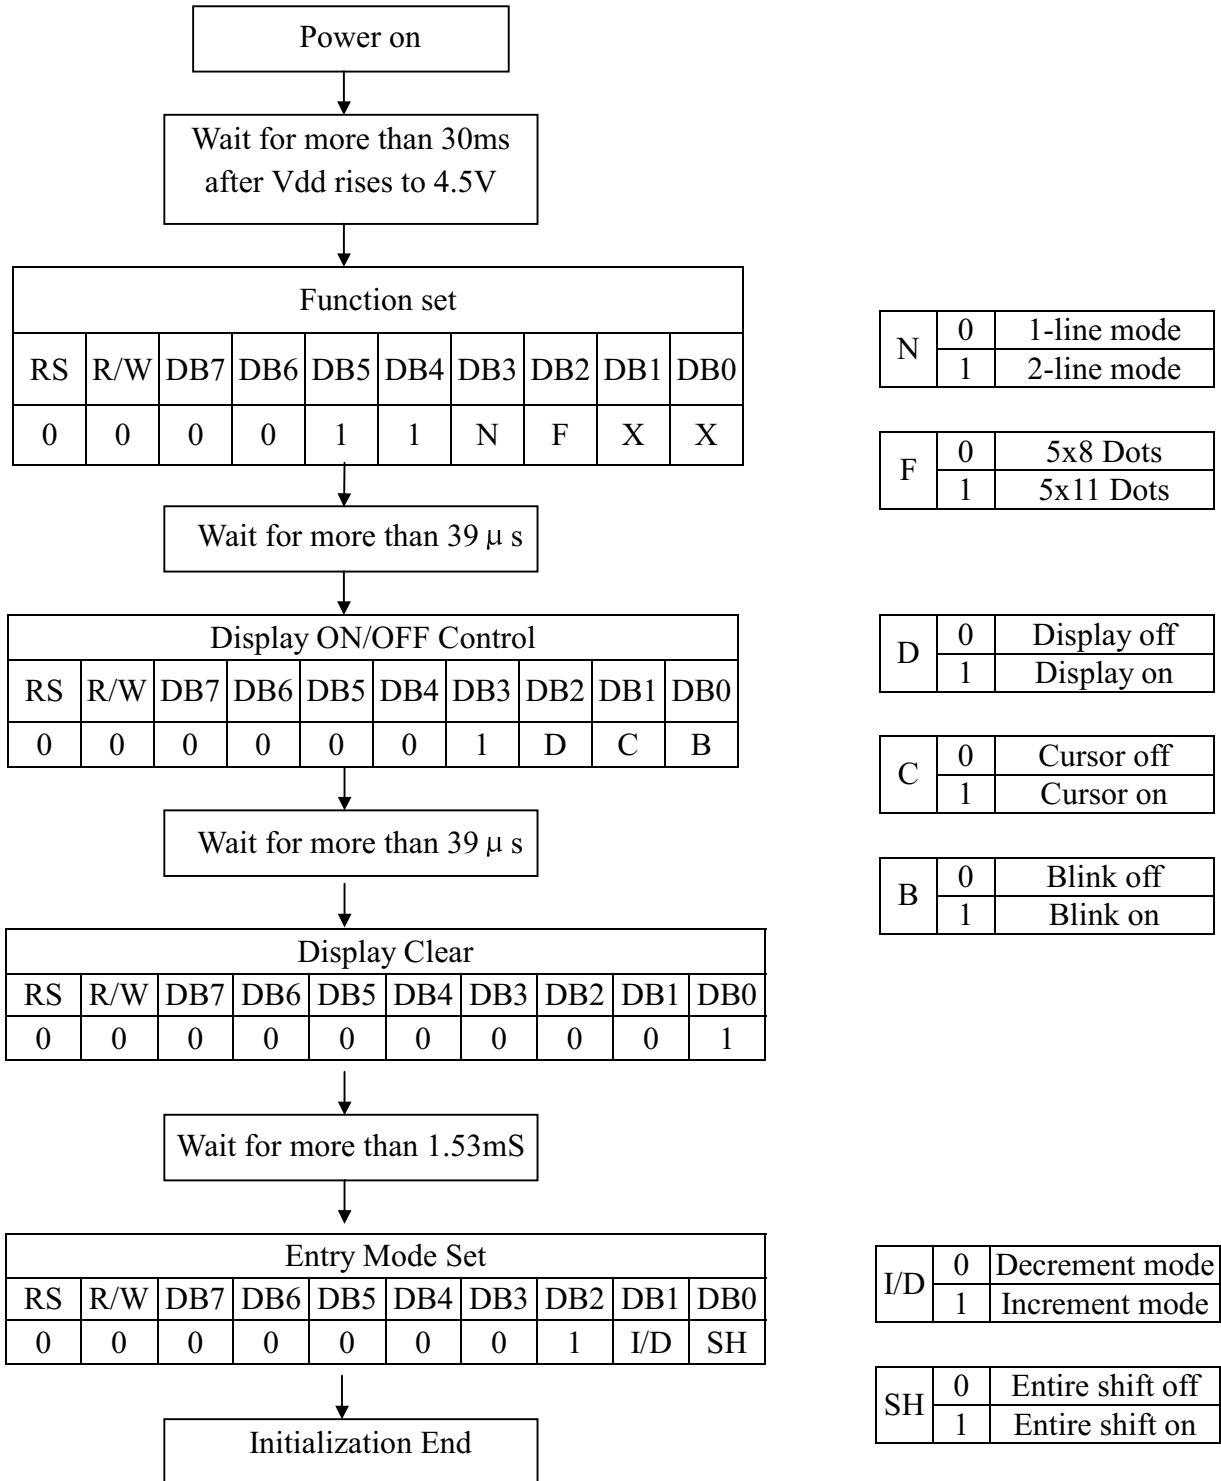 Power on
Wait for more than 30ms
after Vdd rises to 4.5V
Function set
RS R/W DB7 DB6 DB5 DB4 DB3 DB2 DB1 DB0
0 0 0 0 1 1 N F X X
N 0 1-line mode
1 2-line mode
F 0 5x8 Dots
1 5x11 Dots
Wait for more than 39μs
Display ON/OFF Control
RS R/W DB7 DB6 DB5 DB4 DB3 DB2 DB1 DB0
0 0 0 0 0 0 1 D C B
D 0 Display off
1 Display on
C 0 Cursor off
1 Cursor on
B 0 Blink off
1 Blink on
Wait for more than 39μs
Display Clear
RS R/W DB7 DB6 DB5 DB4 DB3 DB2 DB1 DB0
0 0 0 0 0 0 0 0 0 1
Wait for more than 1.53mS
Entry Mode Set
RS R/W DB7 DB6 DB5 DB4 DB3 DB2 DB1 DB0
0 0 0 0 0 0 0 1 I/D SH
I/D 0 Decrement mode
1 Increment mode
SH 0 Entire shift off
1 Entire shift on
Initialization End